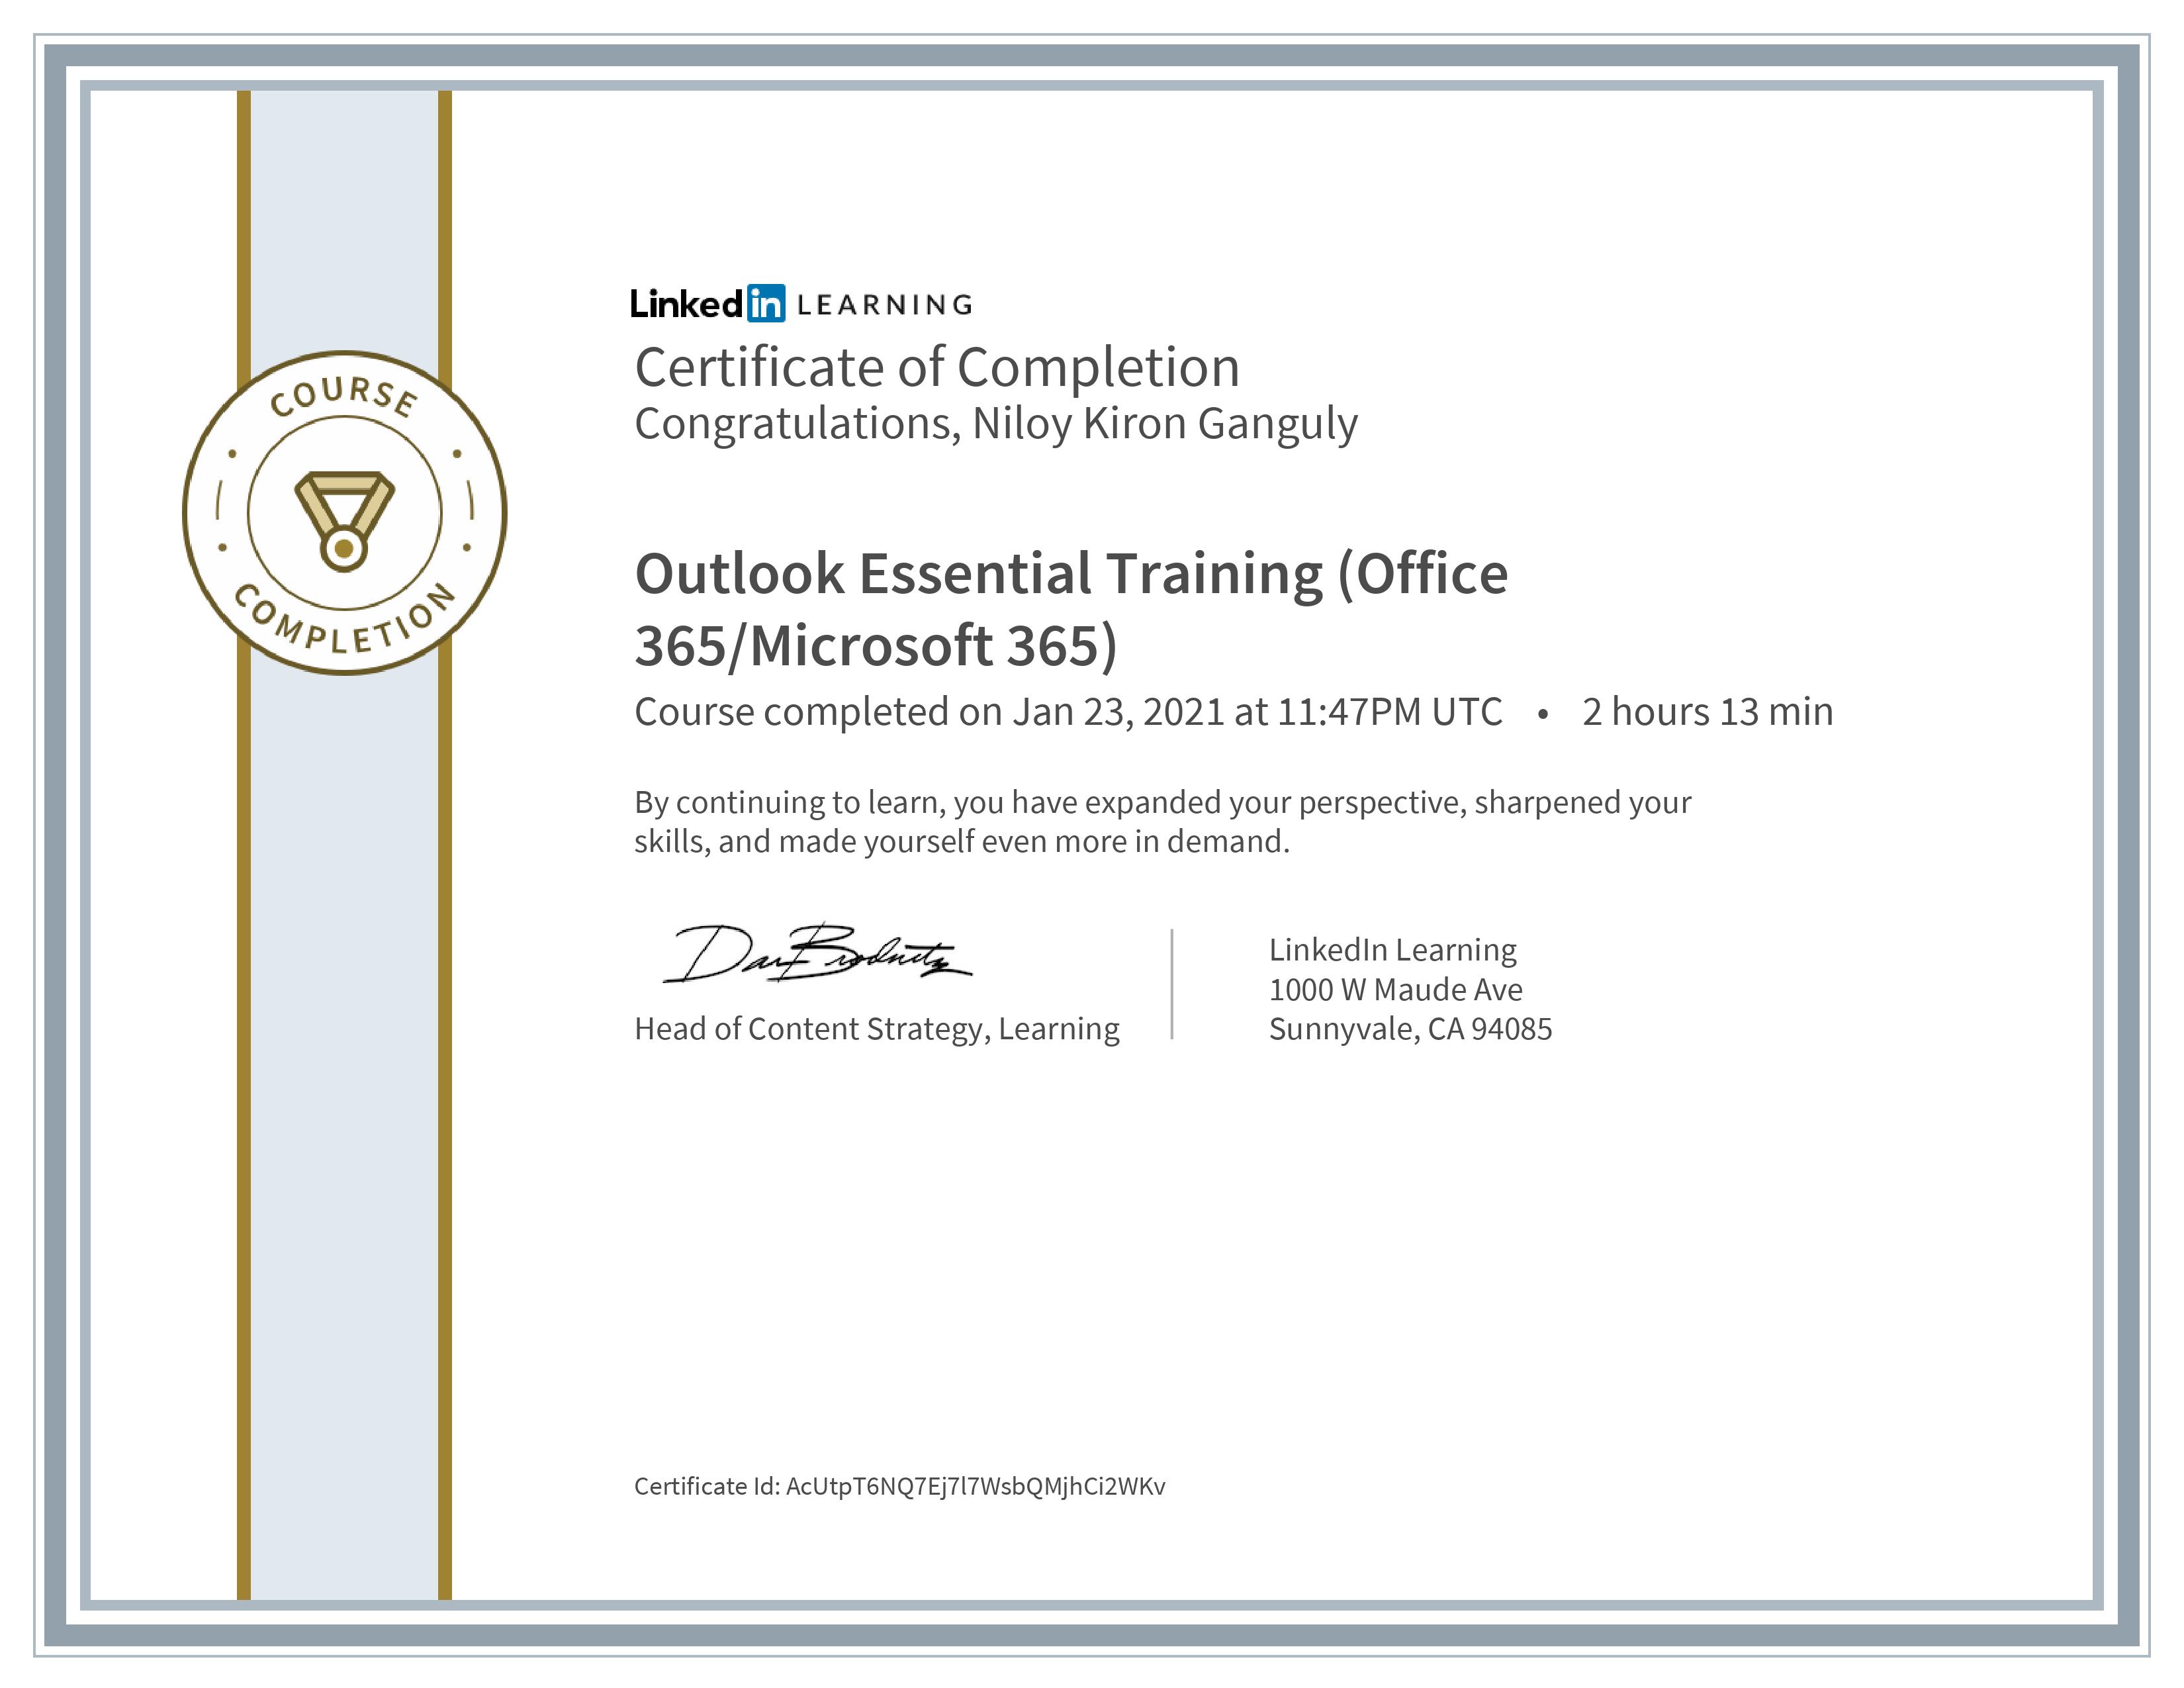 COURSE
COMPLETION
Linkedin LEARNING
Certificate of Completion
Congratulations, Niloy Kiron Ganguly
Outlook Essential Training (Office
365/Microsoft 365)
Course completed on Jan 23, 2021 at 11:47PM UTC • 2 hours 13 min
By continuing to learn, you have expanded your perspective, sharpened your
skills, and made yourself even more in demand.
Dan Brodnitz
Head of Content Strategy, Learning
LinkedIn Learning
1000 W Maude Ave
Sunnyvale, CA 94085
Certificate Id: AcUtpT6NQ7Ej7l7WsbQMjhCi2WKv